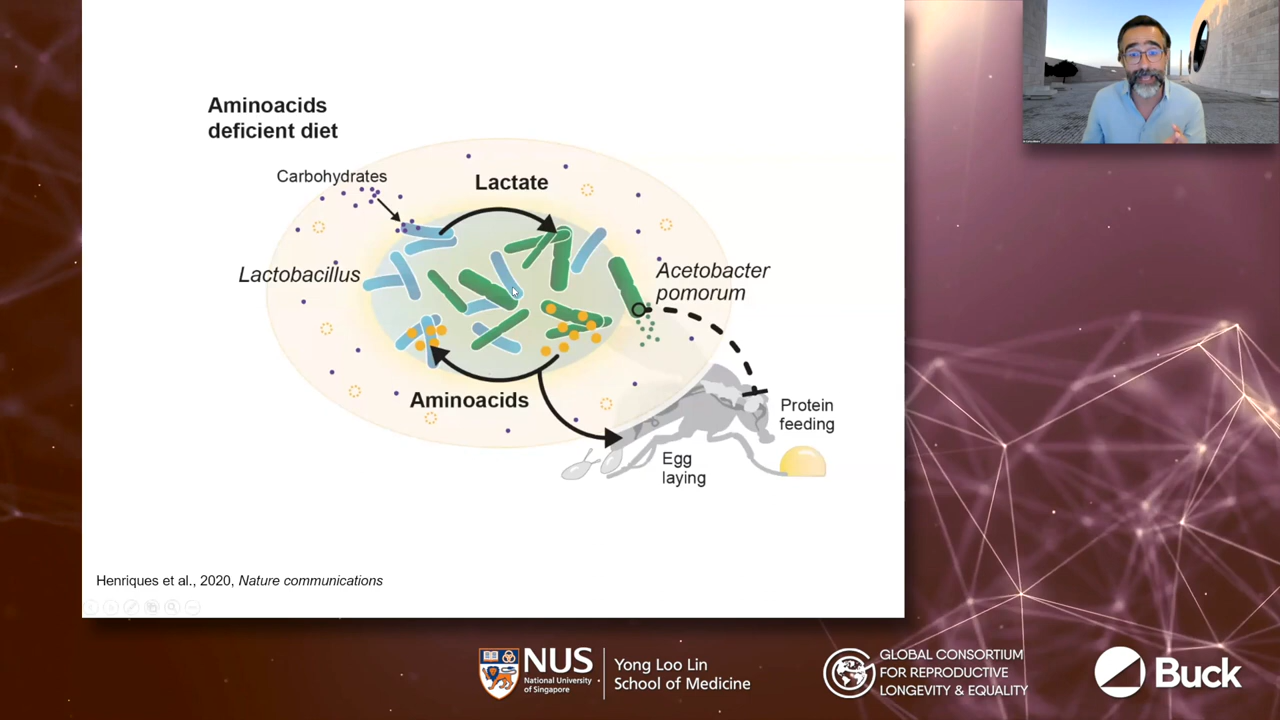 Aminoacids
deficient diet
Carbohydrates
Lactate
Lactobacillus
Acetobacter
pomorum
Aminoacids
Protein
feeding
Egg
laying
Henriques et al., 2020, Nature communications
NUS
National University
of Singapore
Yong Loo Lin
School of Medicine
GLOBAL CONSORTIUM
FOR REPRODUCTIVE
LONGEVITY & EQUALITY
Buck